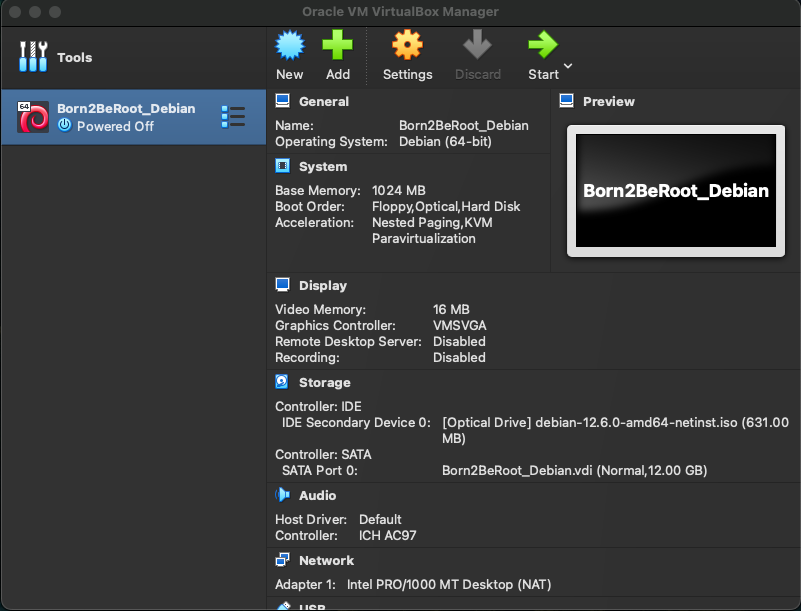 Oracle VM VirtualBox Manager
Tools
New
Add
Settings
Discard
Start
64
Born2BeRoot_Debian
Powered Off
General
Name: Born2BeRoot_Debian
Operating System: Debian (64-bit)
Preview
Born2BeRoot_Debian
System
Base Memory: 1024 MB
Boot Order: Floppy,Optical,Hard Disk
Acceleration: Nested Paging,KVM
Paravirtualization
Display
Video Memory: 16 MB
Graphics Controller: VMSVGA
Remote Desktop Server: Disabled
Recording: Disabled
Storage
Controller: IDE
IDE Secondary Device 0: [Optical Drive] debian-12.6.0-amd64-netinst.iso (631.00
MB)
Controller: SATA
SATA Port 0: Born2BeRoot_Debian.vdi (Normal,12.00 GB)
Audio
Host Driver: Default
Controller: ICH AC97
Network
Adapter 1: Intel PRO/1000 MT Desktop (NAT)
USB